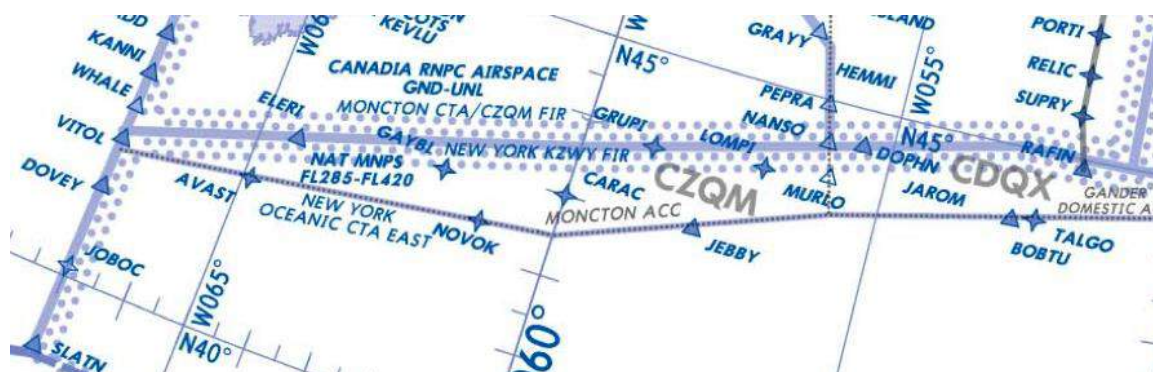 KANNI
WHALE
VITOL
DOVEY
JOBOC
SLATN
KEVLU
CANADIA RNPC AIRSPACE
GND-UNL
MONCTON CTA/CZQM FIR
ELERI
GAYBL
NEW YORK KZWY FIR
NAT MNPS
FL285-FL420
AVAST
NEW YORK
OCEANIC CTA EAST
NOVOK
W065°
N40°
N45°
GRUPI
CARAC
CZQM
MONCTON ACC
JEBBY
LOMPI
MURLO
GRAYY
HEMMI
PEPRA
NANSO
DOPHN
W055°
N45°
CDQX
JAROM
PORTI
RELIC
SUPRY
RAFIN
GANDER
DOMESTIC A
TALGO
BOBTU
060°